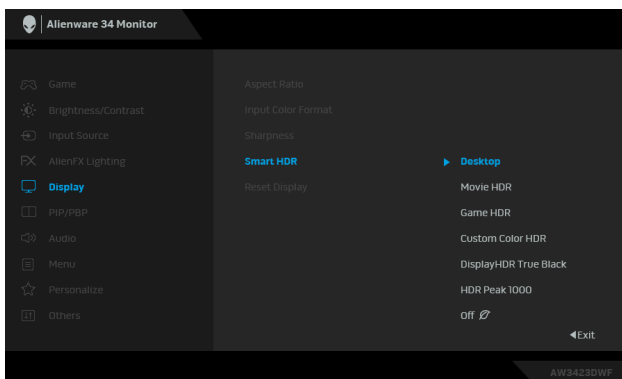 Alienware 34 Monitor
Game
Brightness/Contrast
Input Source
AlienFX Lighting
Display
PIP/PBP
Audio
Menu
Personalize
Others
Aspect Ratio
Input Color Format
Sharpness
Smart HDR
Reset Display
Desktop
Movie HDR
Game HDR
Custom Color HDR
DisplayHDR True Black
HDR Peak 1000
Off
Exit
AW3423DWF